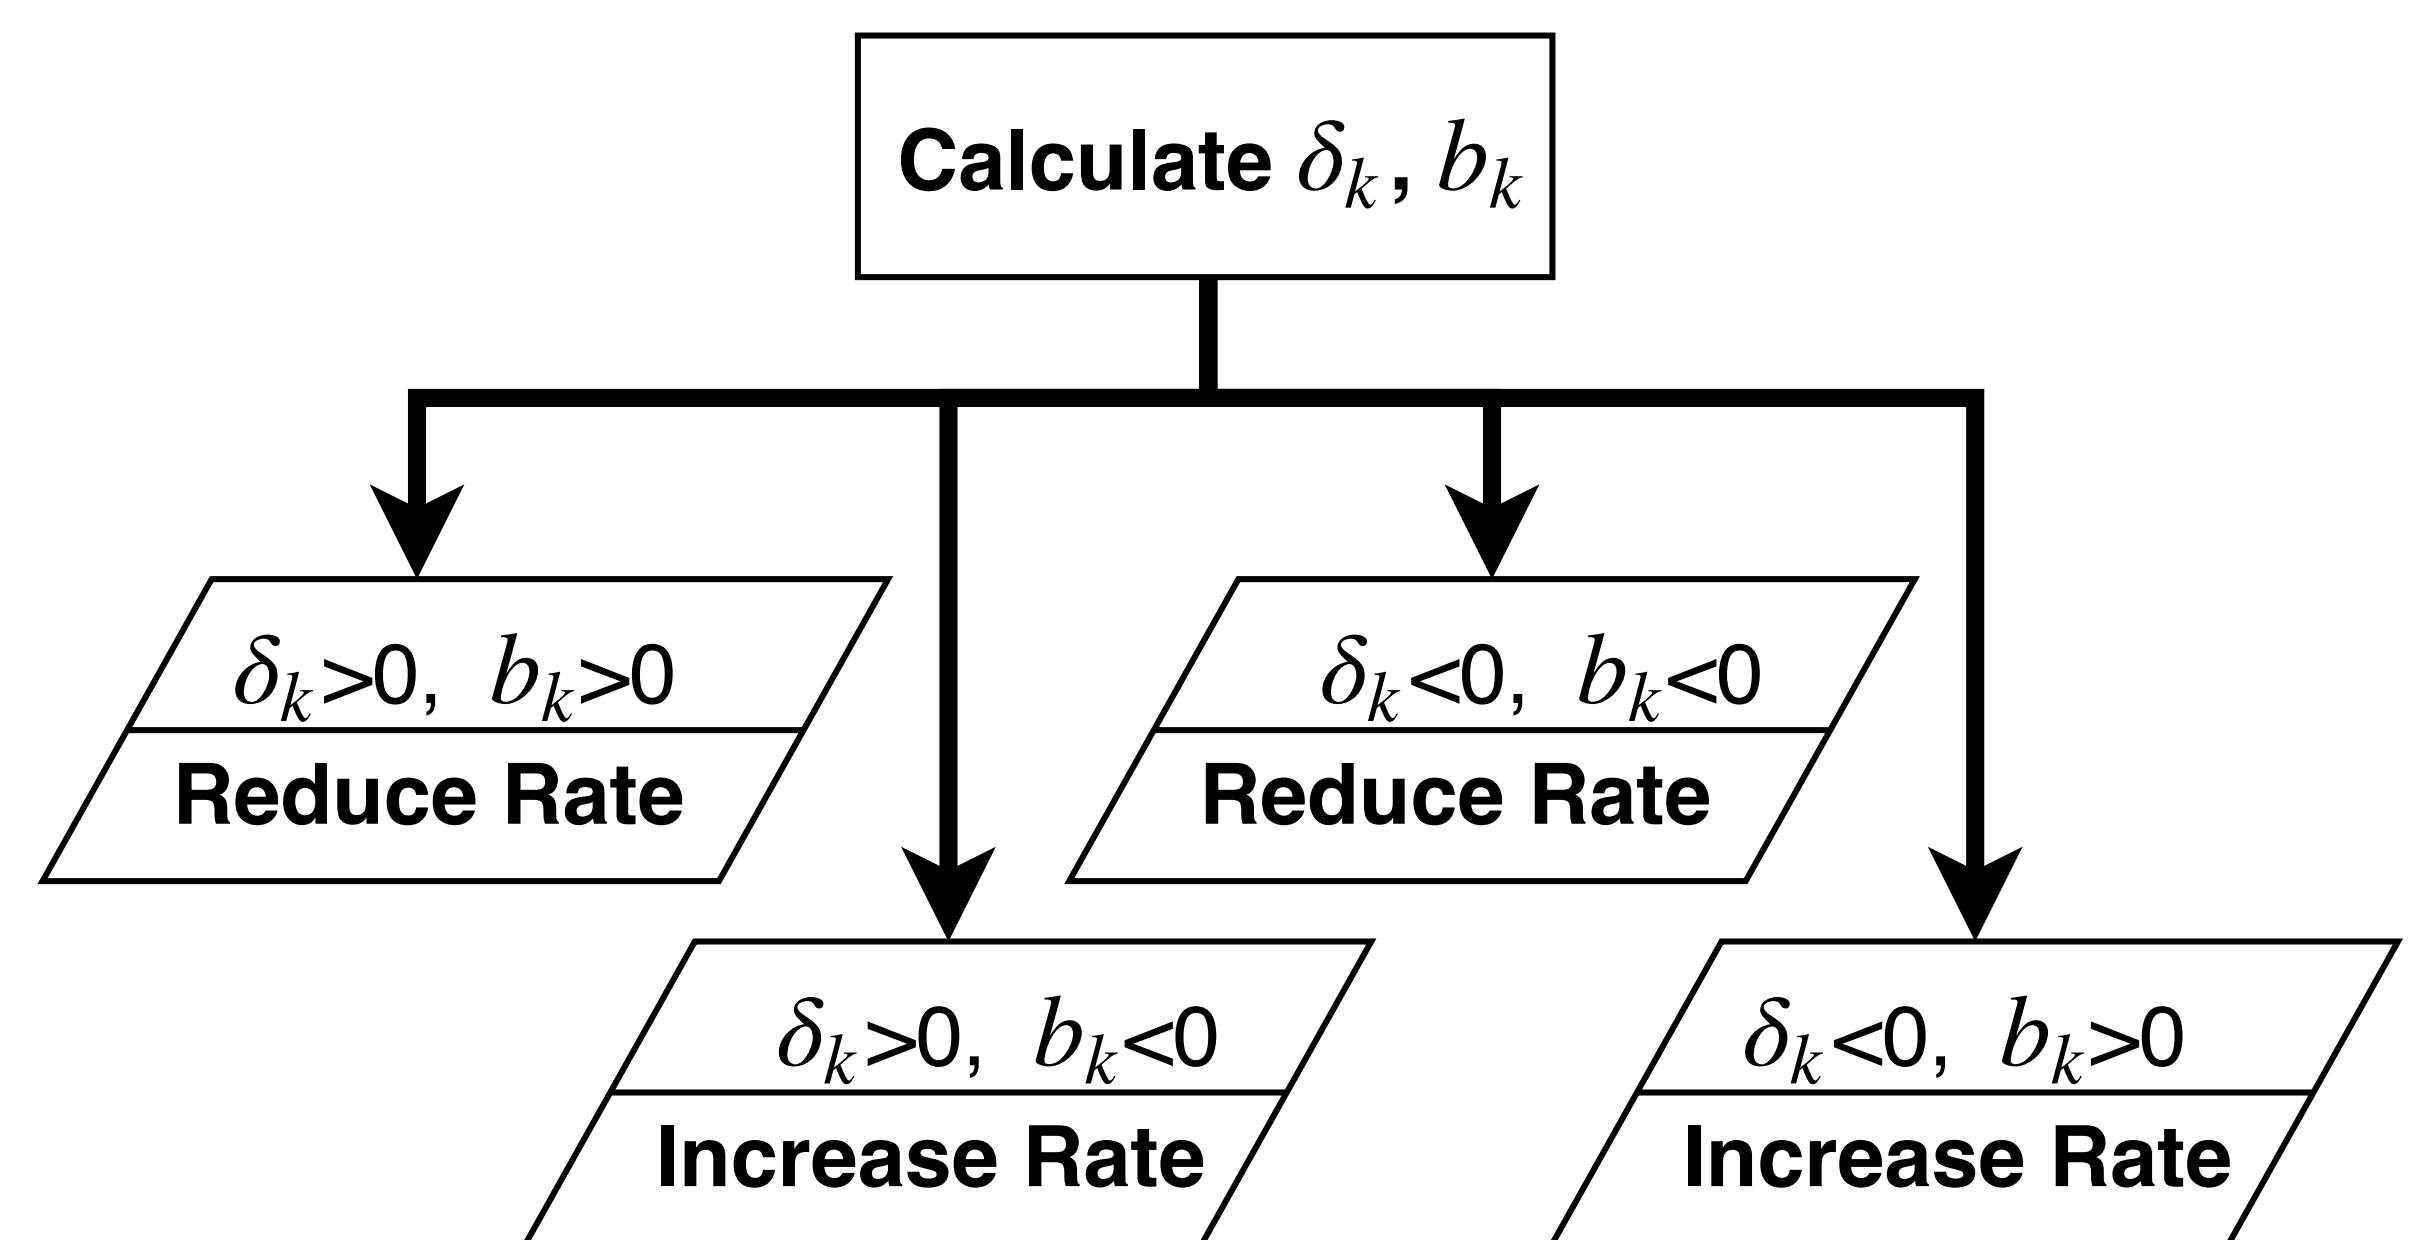 Calculate δk, bk
δk>0, bk>0
Reduce Rate
δk<0, bk<0
Reduce Rate
δk>0, bk<0
Increase Rate
δk<0, bk>0
Increase Rate